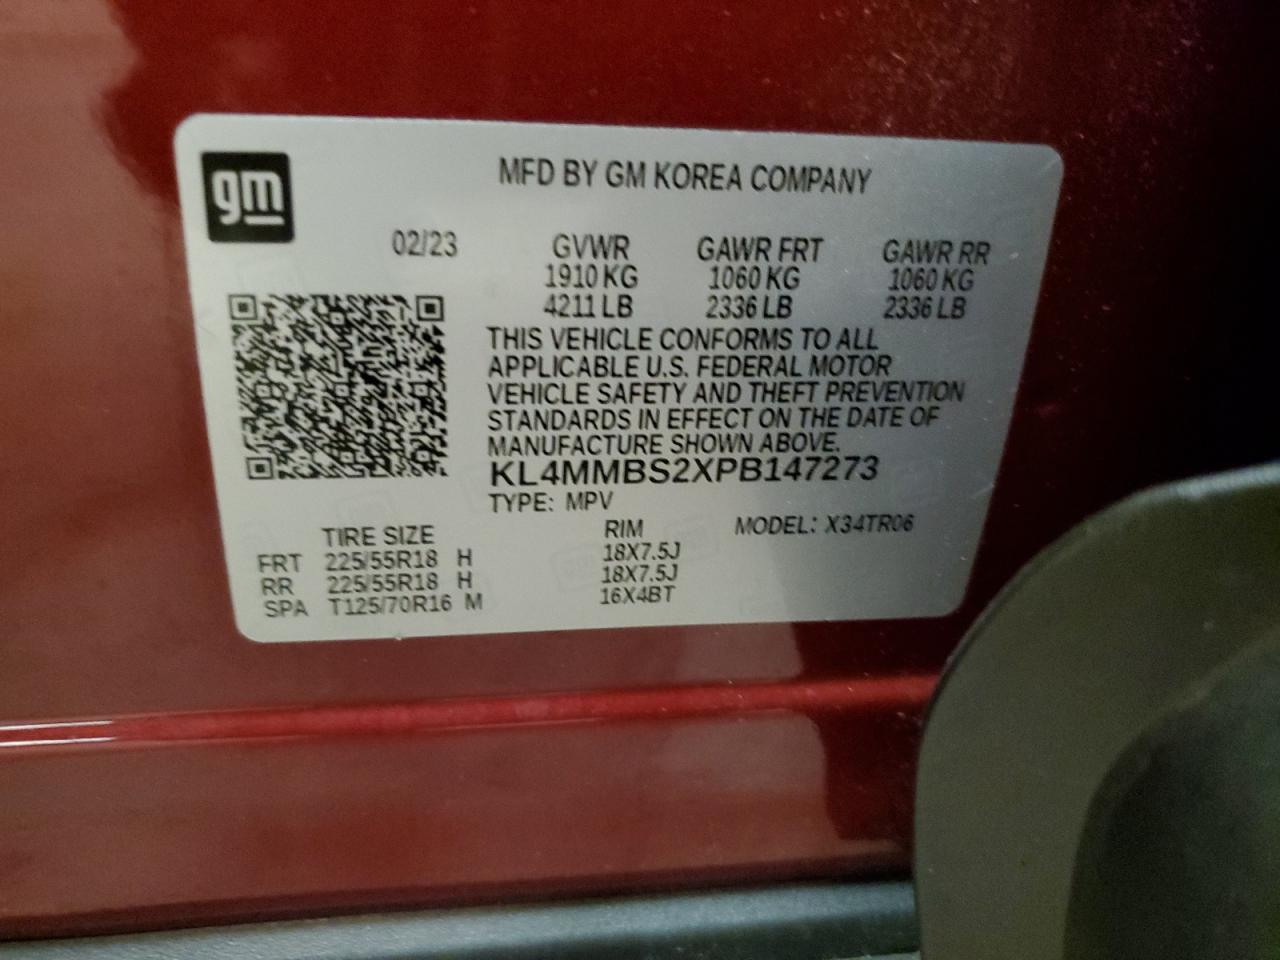 gm
MFD BY GM KOREA COMPANY
02/23 GVWR GAWR FRT GAWR RR
1910 KG 1060 KG 1060 KG
4211 LB 2336 LB 2336 LB
THIS VEHICLE CONFORMS TO ALL
APPLICABLE U.S. FEDERAL MOTOR
VEHICLE SAFETY AND THEFT PREVENTION
STANDARDS IN EFFECT ON THE DATE OF
MANUFACTURE SHOWN ABOVE.
KL4MMBS2XPB147273
TYPE: MPV
TIRE SIZE RIM MODEL: X34TR06
FRT 225/55R18 H 18X7.5J
RR 225/55R18 H 18X7.5J
SPA T125/70R16 M 16X4BT